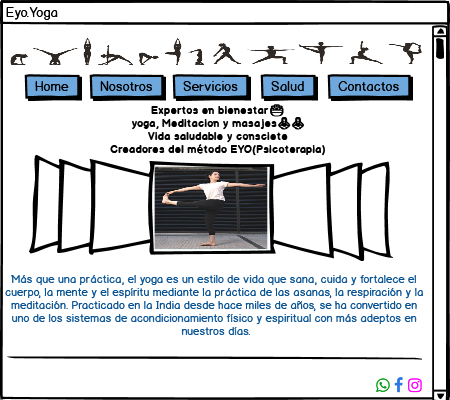 Eyo.Yoga
Home Nosotros Servicios Salud Contactos
Expertos en bienestar
yoga, Meditacion y masajes
Vida saludable y consciete
Creadores del método EYO(Psicoterapia)
Más que una práctica, el yoga es un estilo de vida que sana, cuida y fortalece el
cuerpo, la mente y el espíritu mediante la práctica de las asanas, la respiración y la
meditación. Practicado en la India desde hace miles de años, se ha convertido en
uno de los sistemas de acondicionamiento físico y espiritual con más adeptos en
nuestros días.